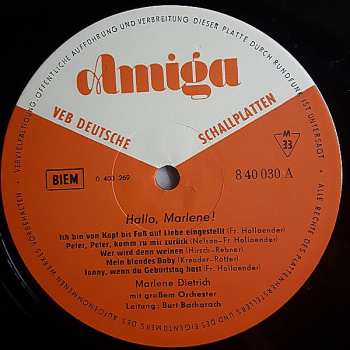 VERVIELFÄLTIGUNG · ÖFFENTLICHE AUFFÜHRUNG UND VERBREITUNG DIESER PLATTE DURCH RUNDFUNK IST UNTERSAGT · ALLE RECHTE DES PLATTENHERSTELLERS UND DES EIGENTÜMERS DES AUFGENOMMENEN WERKES VORBEHALTEN
Amiga
VEB DEUTSCHE SCHALLPLATTEN
M
33
BIEM
0 403 269
8 40 030 A
Hallo, Marlene!
Ich bin von Kopf bis Fuß auf Liebe eingestellt (Fr. Hollaender)
Peter, Peter, komm zu mir zurück (Nelson-Fr. Hollaender)
Wer wird denn weinen (Hirsch-Rebner)
Mein blondes Baby (Kreuder-Rotter)
Jonny, wenn du Geburtstag hast (Fr. Hollaender)
Marlene Dietrich
mit großem Orchester
Leitung: Burt Bacharach